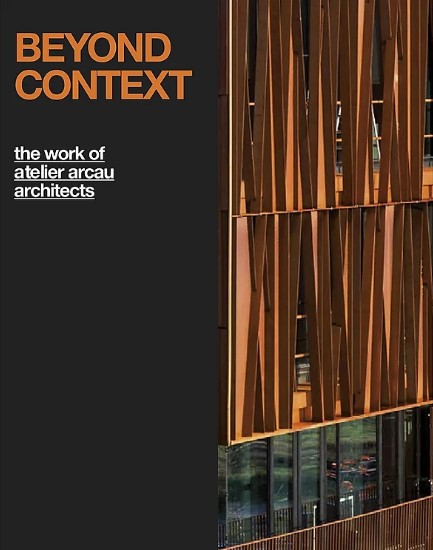 BEYOND
CONTEXT
the work of
atelier arcau
architects